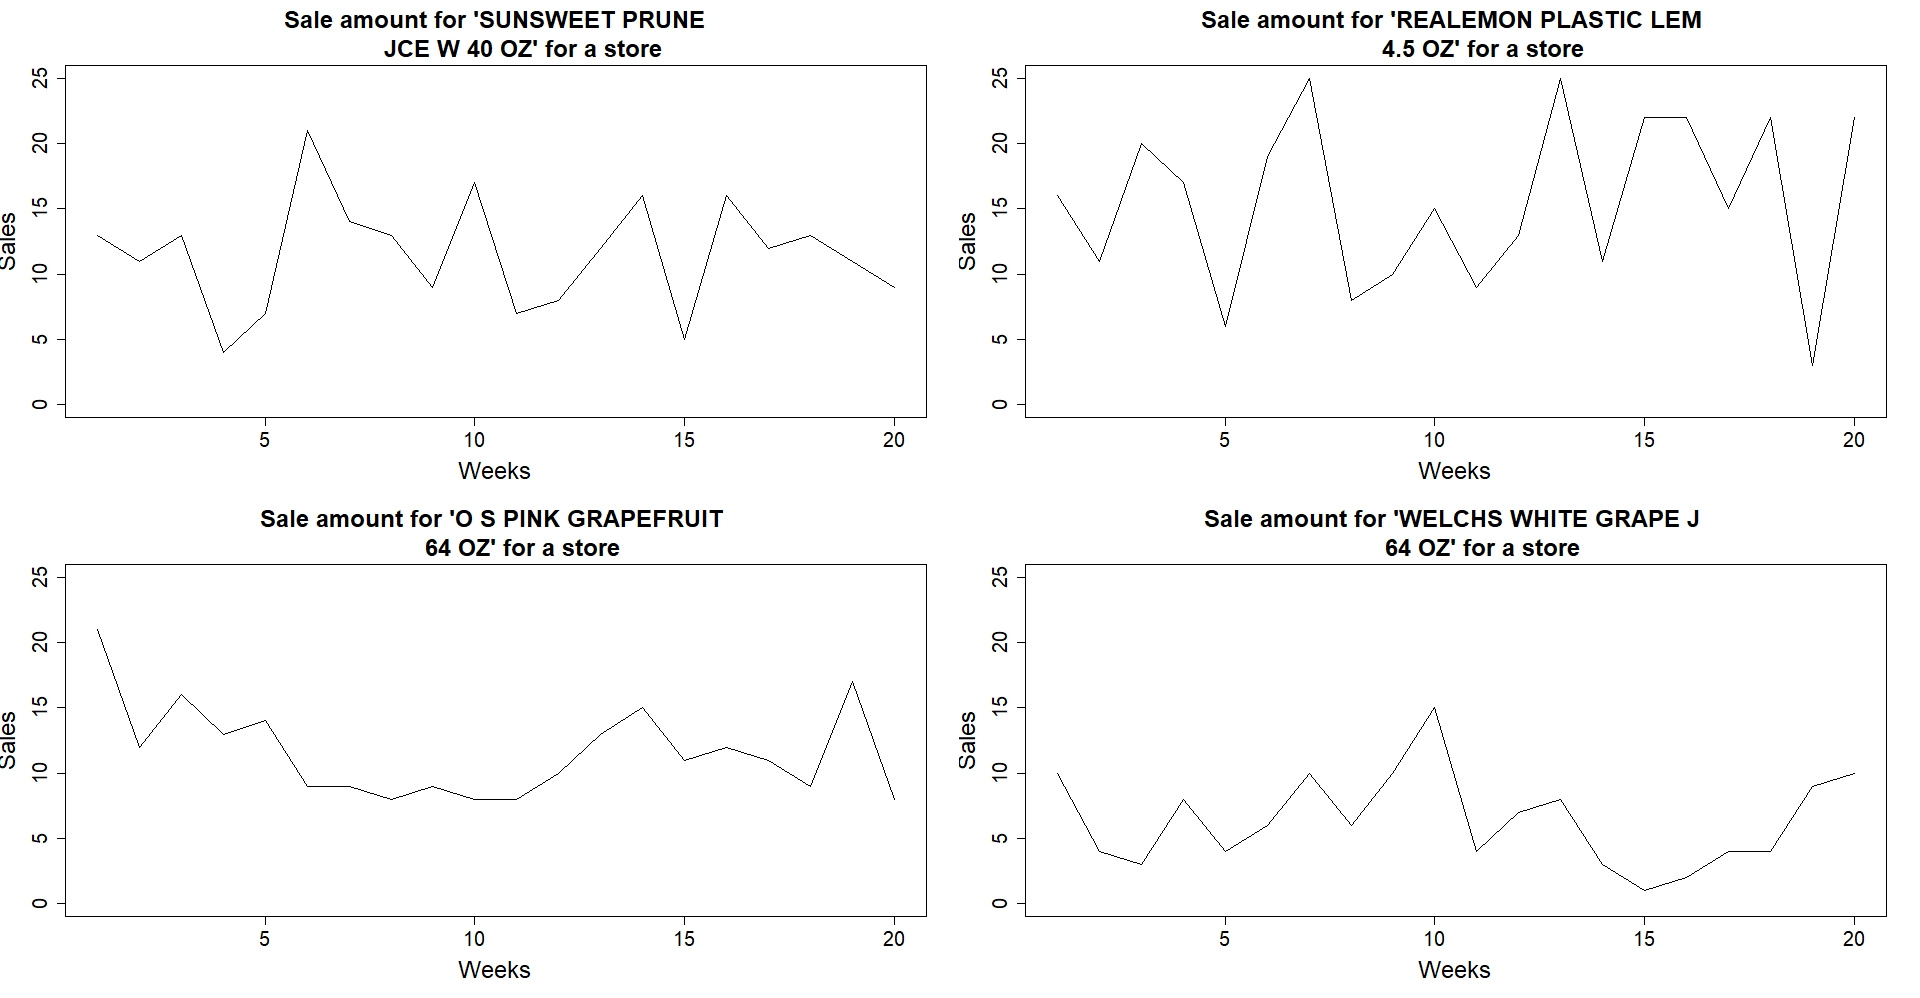 Sale amount for 'SUNSWEET PRUNE
JCE W 40 OZ' for a store
25
20
15
10
5
0
Sales
5 10 15 20
Weeks
Sale amount for 'REALEMON PLASTIC LEM
4.5 OZ' for a store
25
20
15
10
5
0
Sales
5 10 15 20
Weeks
Sale amount for 'O S PINK GRAPEFRUIT
64 OZ' for a store
25
20
15
10
5
0
Sales
5 10 15 20
Weeks
Sale amount for 'WELCHS WHITE GRAPE J
64 OZ' for a store
25
20
15
10
5
0
Sales
5 10 15 20
Weeks